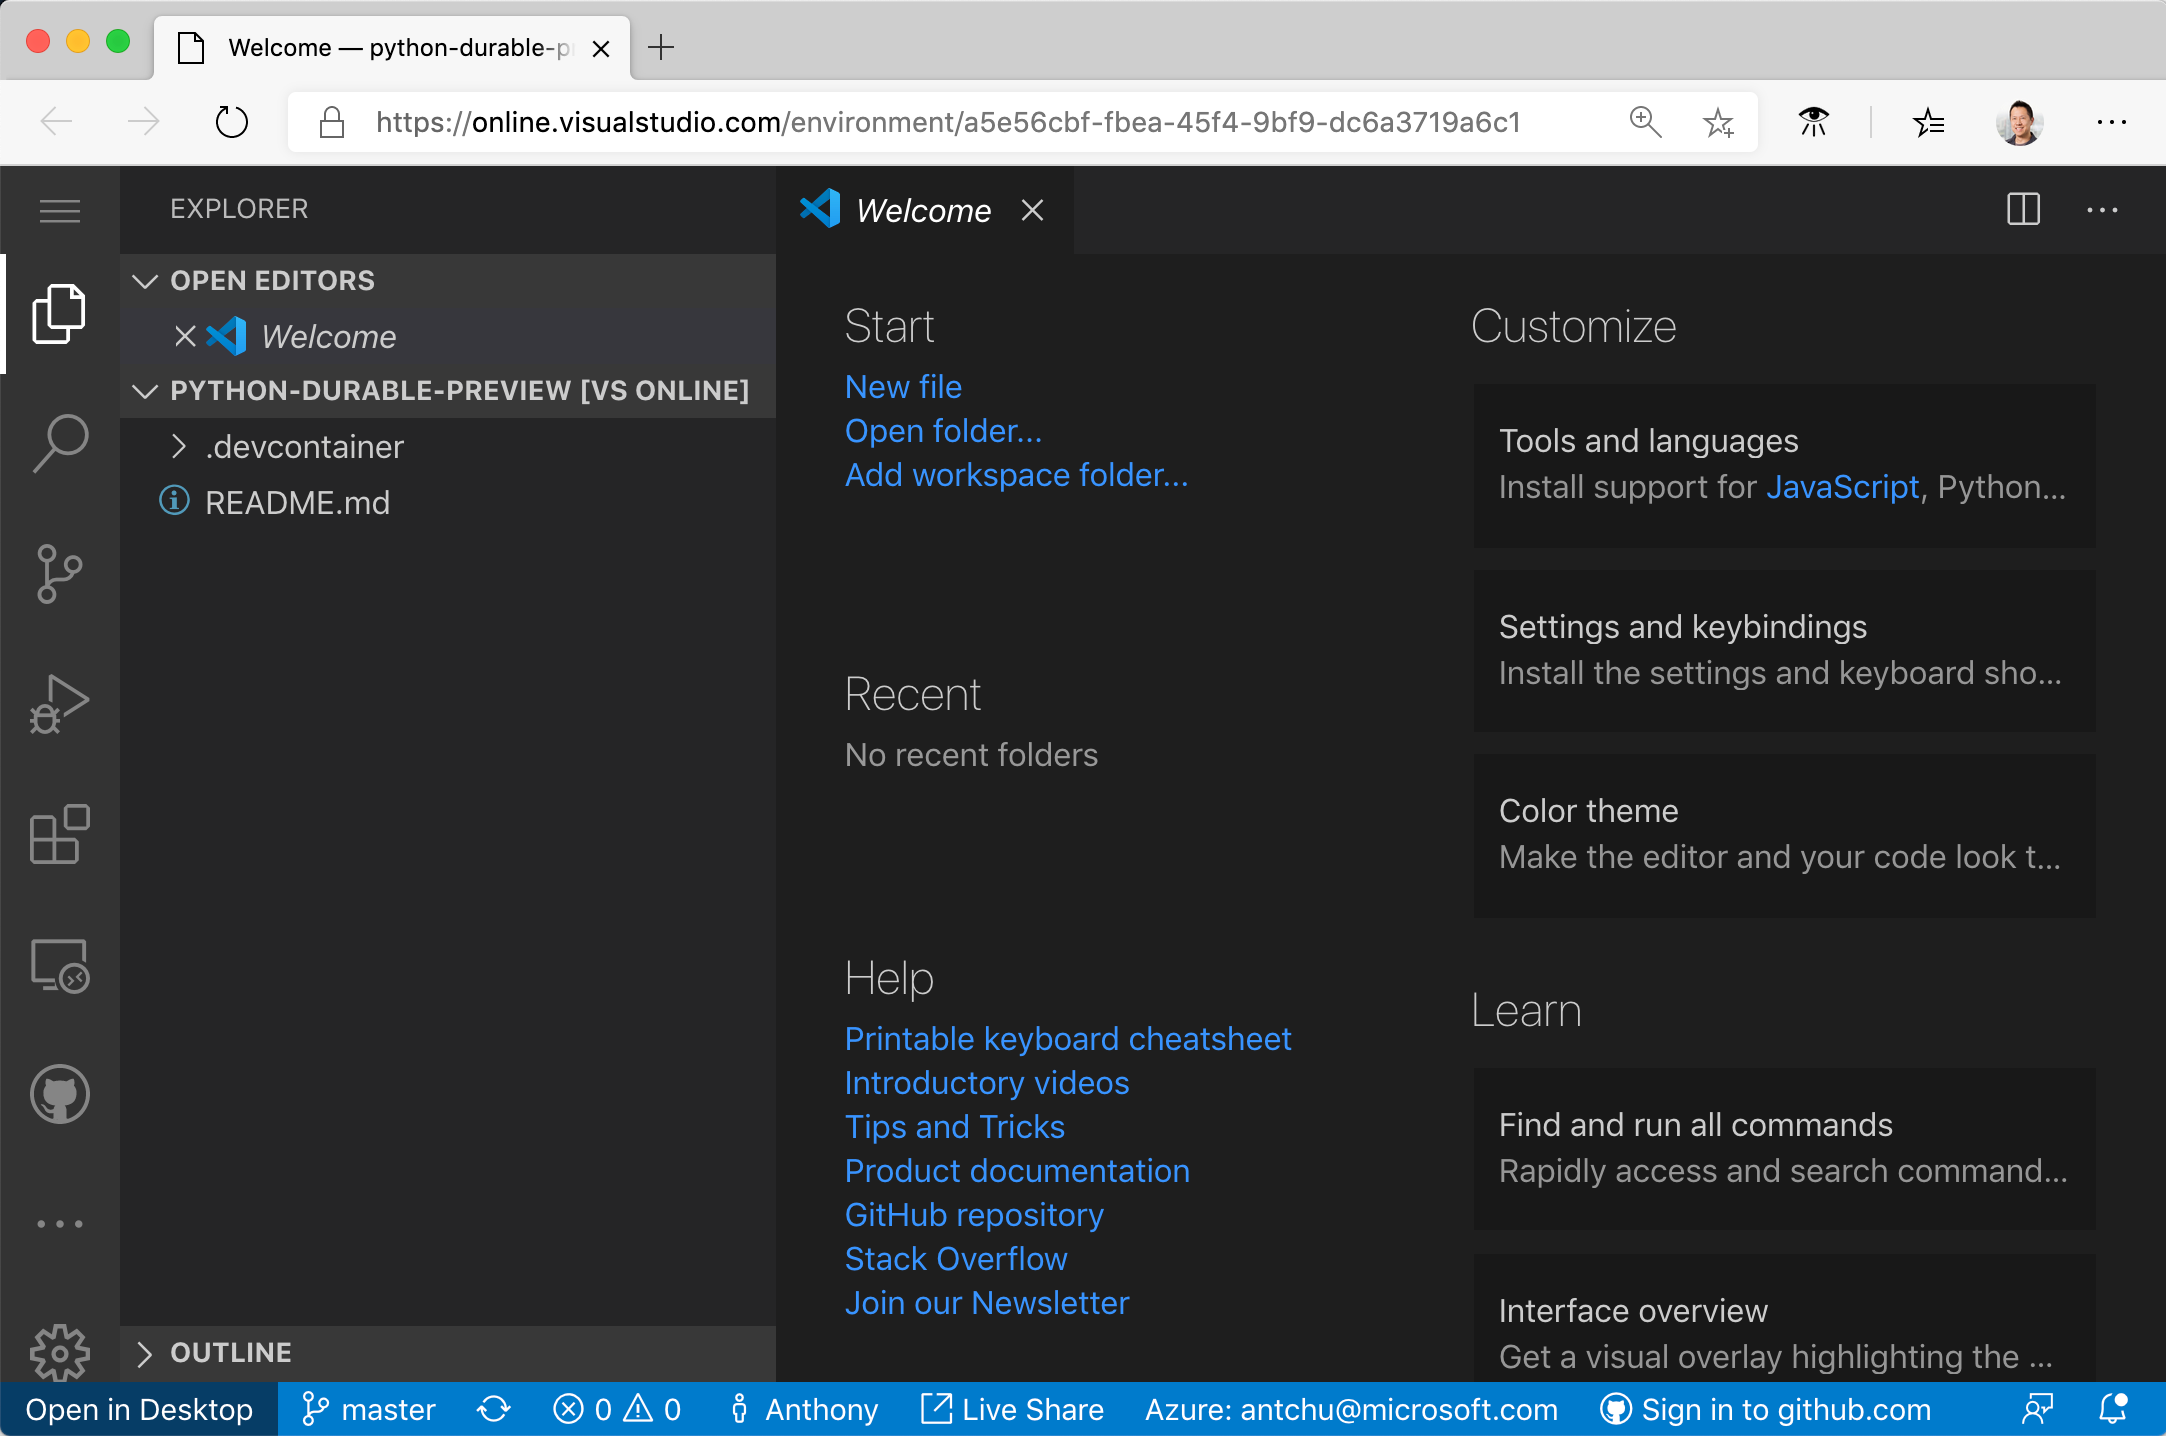 Welcome — python-durable-p
https://online.visualstudio.com/environment/a5e56cbf-fbea-45f4-9bf9-dc6a3719a6c1
EXPLORER
OPEN EDITORS
Welcome
PYTHON-DURABLE-PREVIEW [VS ONLINE]
.devcontainer
README.md
OUTLINE
Welcome
Start
New file
Open folder...
Add workspace folder...
Recent
No recent folders
Help
Printable keyboard cheatsheet
Introductory videos
Tips and Tricks
Product documentation
GitHub repository
Stack Overflow
Join our Newsletter
Customize
Tools and languages
Install support for JavaScript, Python...
Settings and keybindings
Install the settings and keyboard sho...
Color theme
Make the editor and your code look t...
Learn
Find and run all commands
Rapidly access and search command...
Interface overview
Get a visual overlay highlighting the ...
Open in Desktop master 0 0 Anthony Live Share Azure: antchu@microsoft.com Sign in to github.com